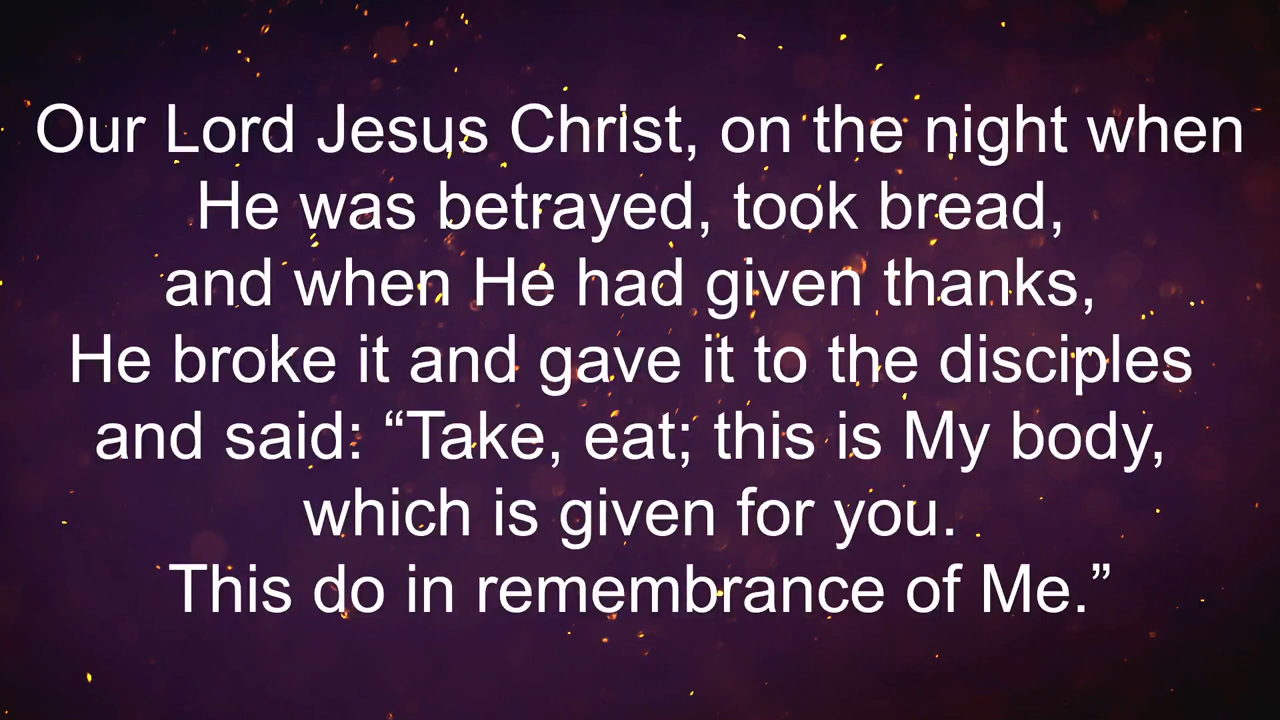 Our Lord Jesus Christ, on the night when
He was betrayed, took bread,
and when He had given thanks,
He broke it and gave it to the disciples
and said: “Take, eat; this is My body,
which is given for you.
This do in remembrance of Me.”